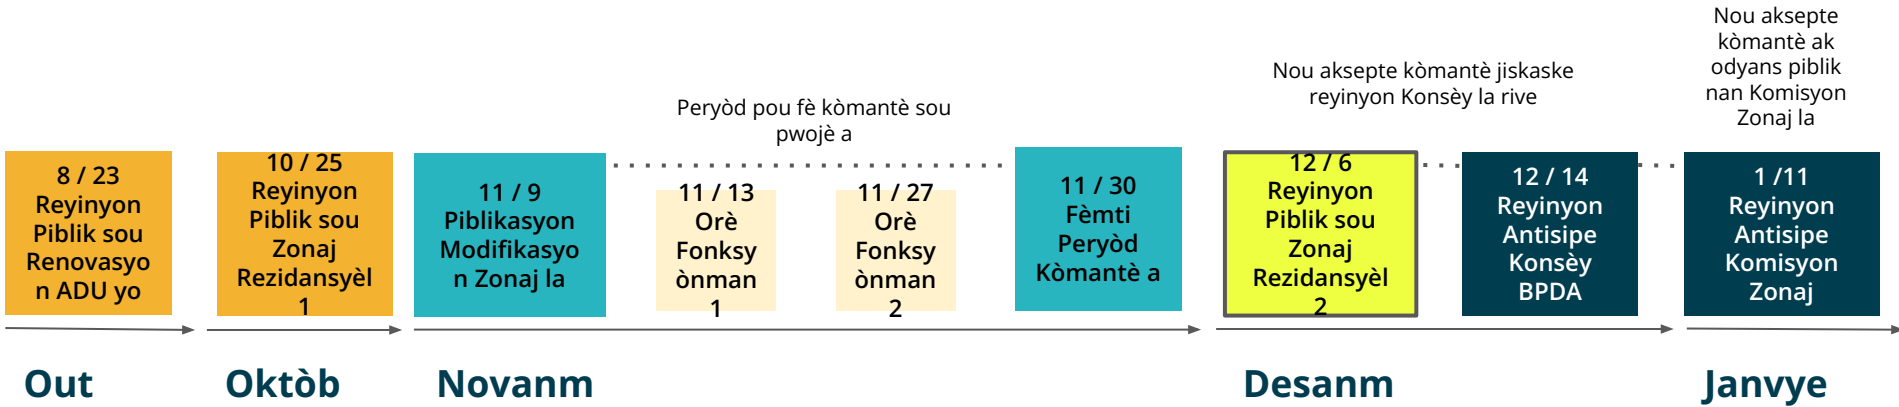 Nou aksepte
kòmantè ak
odyans piblik
nan Komisyon
Zonaj la
Nou aksepte kòmantè jiskaske
reyinyon Konsèy la rive
Peryòd pou fè kòmantè sou
pwojè a
8 / 23
Reyinyon
Piblik sou
Renovasyo
n ADU yo
10 / 25
Reyinyon
Piblik sou
Zonaj
Rezidansyèl
1
11 / 9
Piblikasyon
Modifikasyo
n Zonaj la
11 / 13
Orè
Fonksy
ònman
1
11 / 27
Orè
Fonksy
ònman
2
11 / 30
Fèmti
Peryòd
Kòmantè a
12 / 6
Reyinyon
Piblik sou
Zonaj
Rezidansyèl
2
12 / 14
Reyinyon
Antisipe
Konsèy
BPDA
1 /11
Reyinyon
Antisipe
Komisyon
Zonaj
Out
Oktòb
Novanm
Desanm
Janvye